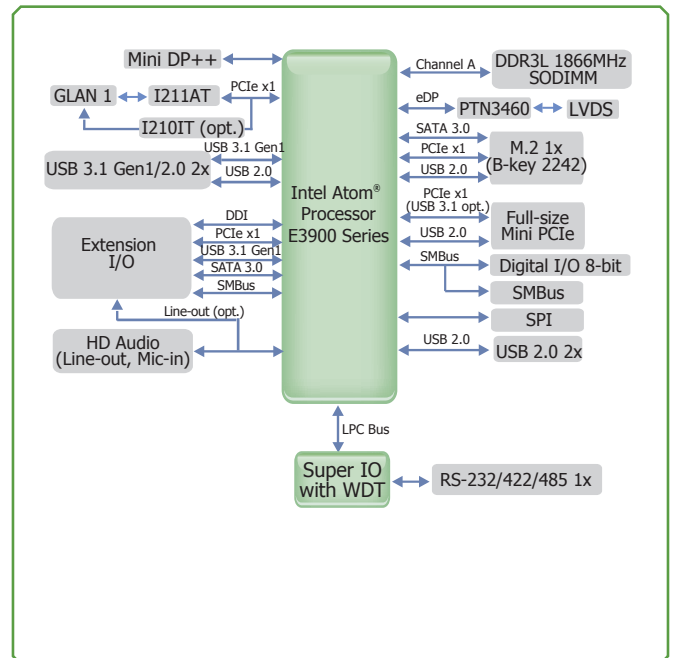 Mini DP++
GLAN 1
I211AT
PCIe x1
I210IT (opt.)
USB 3.1 Gen1/2.0 2x
USB 3.1 Gen1
USB 2.0
Extension
I/O
DDI
PCIe x1
USB 3.1 Gen1
SATA 3.0
SMBus
Line-out (opt.)
HD Audio
(Line-out, Mic-in)
Intel Atom®
Processor
E3900 Series
Channel A
DDR3L 1866MHz
SODIMM
eDP
PTN3460
LVDS
SATA 3.0
PCIe x1
USB 2.0
M.2 1x
(B-key 2242)
PCIe x1
(USB 3.1 opt.)
USB 2.0
Full-size
Mini PCIe
SMBus
Digital I/O 8-bit
SMBus
SPI
USB 2.0
USB 2.0 2x
LPC Bus
Super IO
with WDT
RS-232/422/485 1x